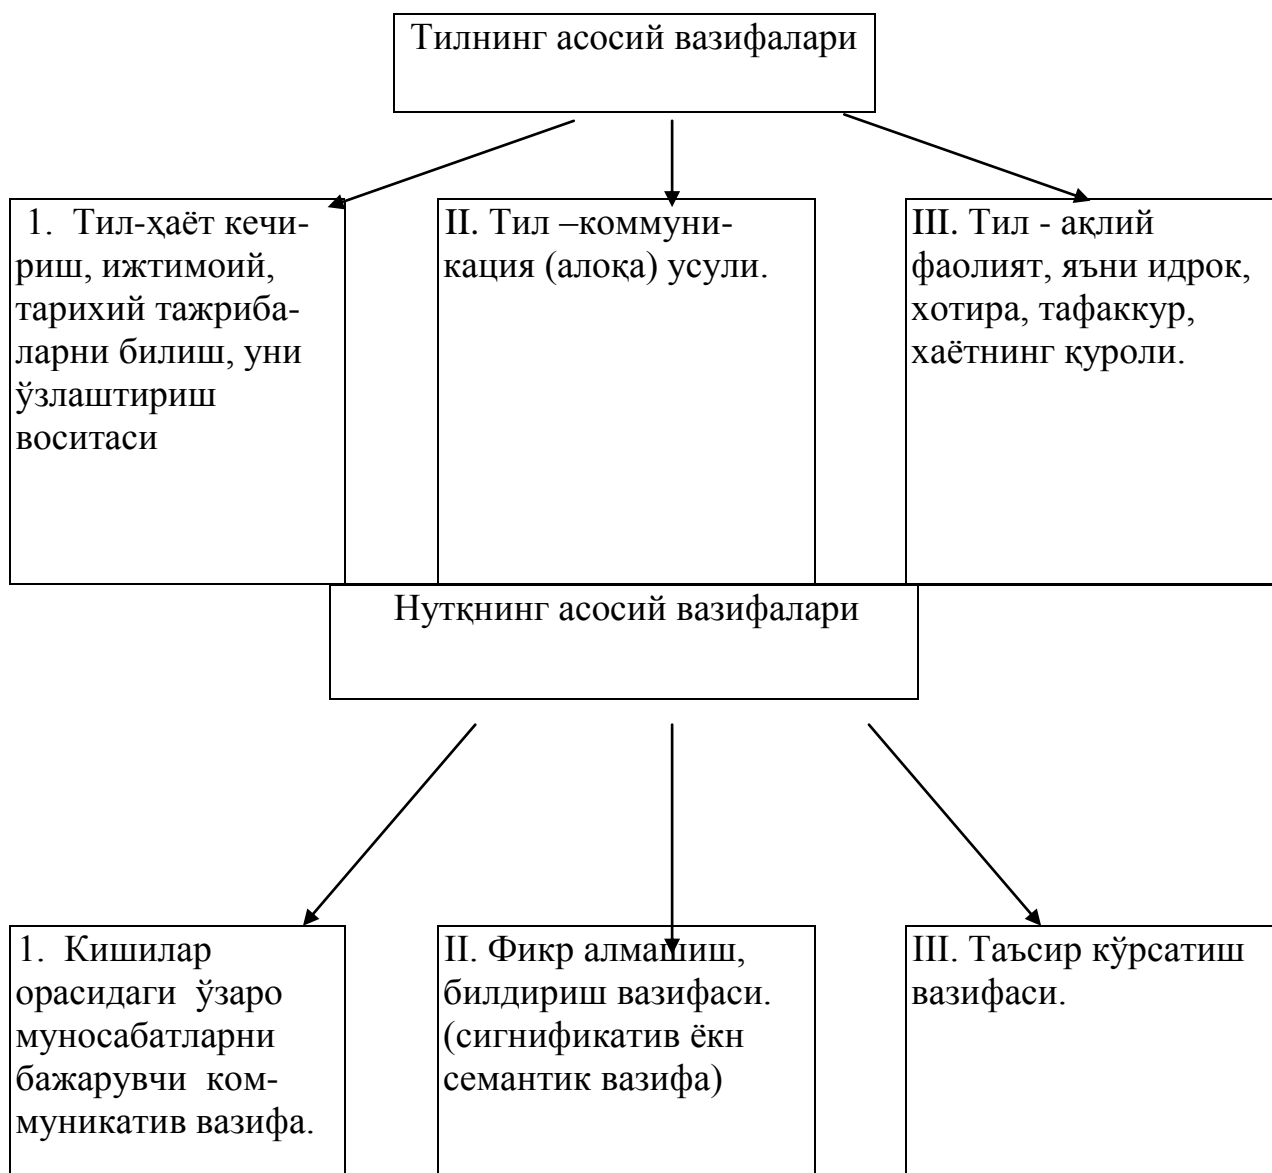 Тилнинг асосий вазифалари
1. Тил-ҳаёт кечи-
риш, ижтимоий,
тарихий тажриба-
ларни билиш, уни
ўзлаштириш
воситаси
II. Тил –коммуни-
кация (алоқа) усули.
III. Тил - ақлий
фаолият, яъни идрок,
хотира, тафаккур,
хаётнинг қуроли.
Нутқнинг асосий вазифалари
1. Кишилар
орасидаги ўзаро
муносабатларни
бажарувчи ком-
муникатив вазифа.
II. Фикр алмашиш,
билдириш вазифаси.
(сигнификатив ёкн
семантик вазифа)
III. Таъсир кўрсатиш
вазифаси.